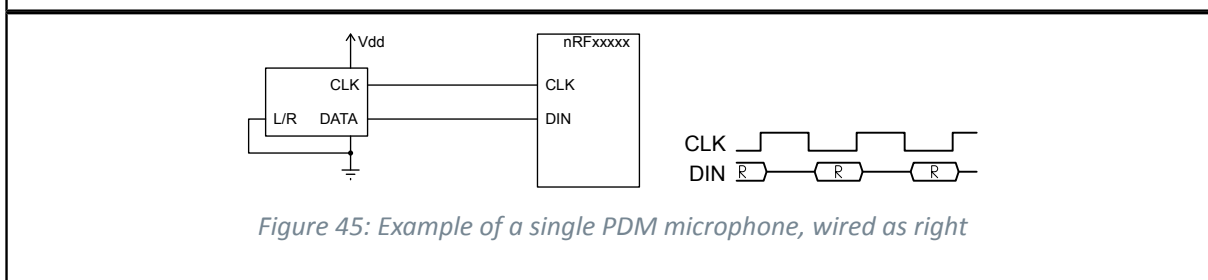 Vdd
nRFxxxxx
CLK
CLK
L/R DATA
DIN
CLK
DIN R R R
Figure 45: Example of a single PDM microphone, wired as right